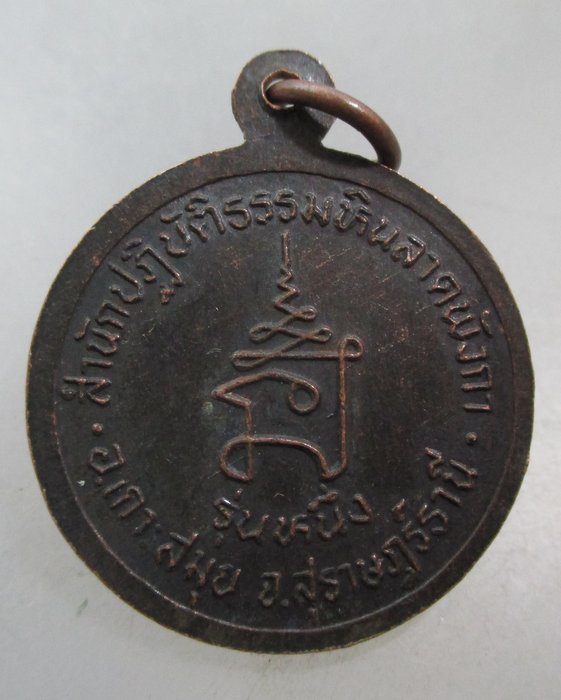 สำนักปฏิบัติธรรมหินลาดพังกา
รุ่นหนึ่ง
อ.เกาะสมุย จ.สุราษฎร์ธานี